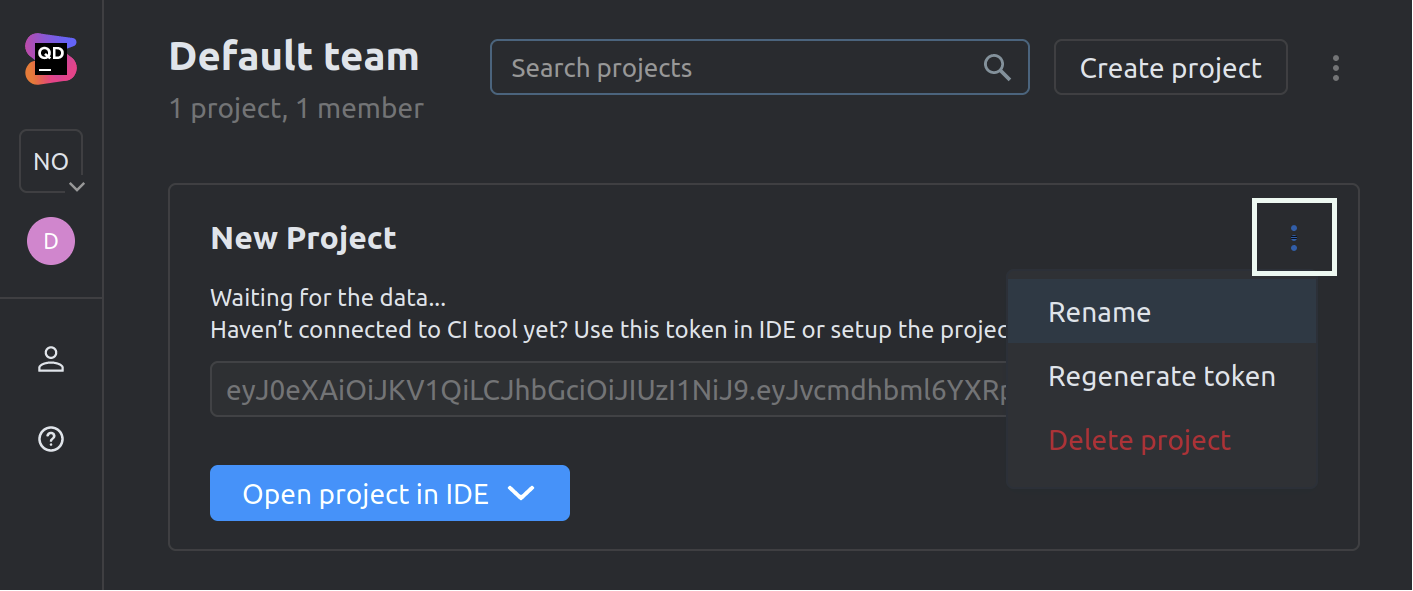 QD
NO
D
Default team
1 project, 1 member
Search projects
Create project
New Project
Waiting for the data...
Haven't connected to CI tool yet? Use this token in IDE or setup the projec
eyJ0eXAiOiJKV1QiLCJhbGciOiJIUzI1NiJ9.eyJvcmdhbml6YXRp
Open project in IDE
Rename
Regenerate token
Delete project